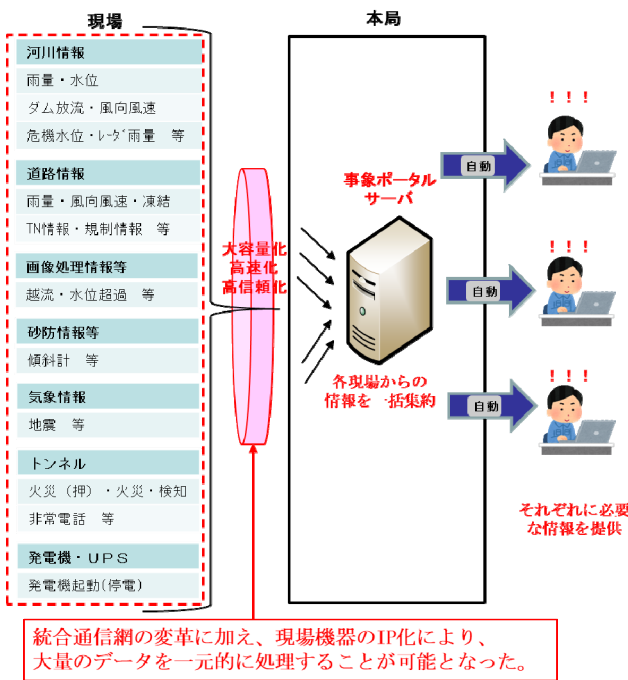 現場
本局
河川情報
雨量・水位
ダム放流・風向風速
危機水位・ﾚｰﾀﾞ雨量　等
道路情報
雨量・風向風速・凍結
TN情報・規制情報　等
画像処理情報等
越流・水位超過　等
砂防情報等
傾斜計　等
気象情報
地震　等
トンネル
火災（押）・火災・検知
非常電話　等
発電機・ＵＰＳ
発電機起動(停電)
大容量化
高速化
高信頼化
事象ポータル
サーバ
各現場からの
情報を一括集約
！！！
自動
！！！
自動
！！！
自動
それぞれに必要
な情報を提供
統合通信網の変革に加え、現場機器のIP化により、
大量のデータを一元的に処理することが可能となった。